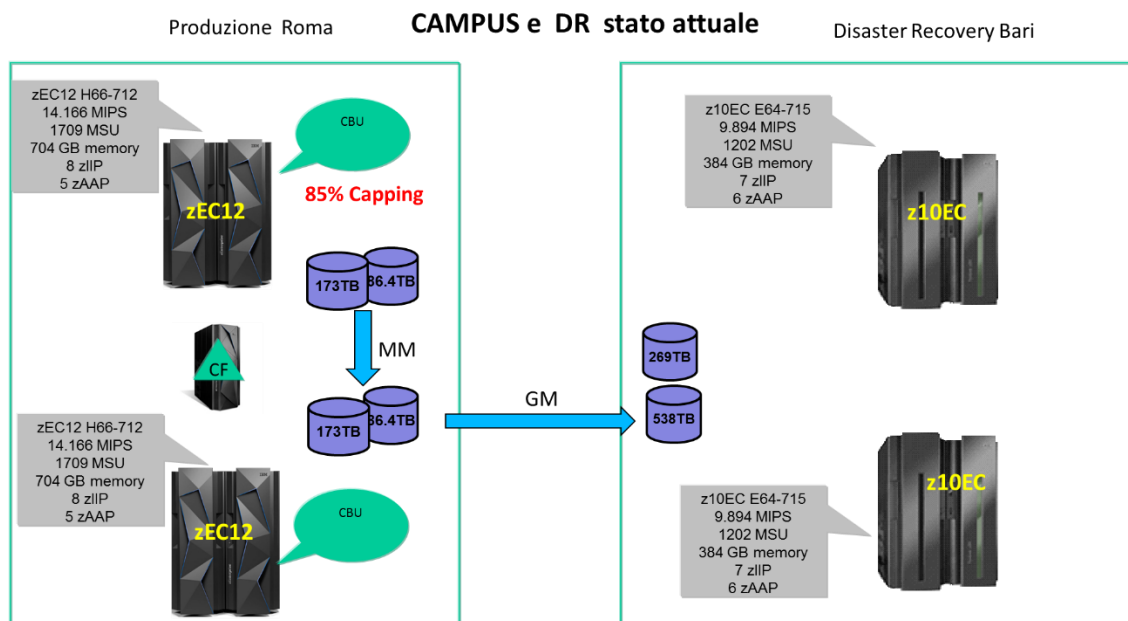 CAMPUS e DR stato attuale
Produzione Roma
Disaster Recovery Bari
zEC12 H66-712
14.166 MIPS
1709 MSU
704 GB memory
8 zIIP
5 zAAP
CBU
85% Capping
zEC12
173TB
86.4TB
MM
CF
173TB
86.4TB
GM
zEC12 H66-712
14.166 MIPS
1709 MSU
704 GB memory
8 zIIP
5 zAAP
zEC12
CBU
z10EC E64-715
9.894 MIPS
1202 MSU
384 GB memory
7 zIIP
6 zAAP
z10EC
269TB
538TB
z10EC E64-715
9.894 MIPS
1202 MSU
384 GB memory
7 zIIP
6 zAAP
z10EC